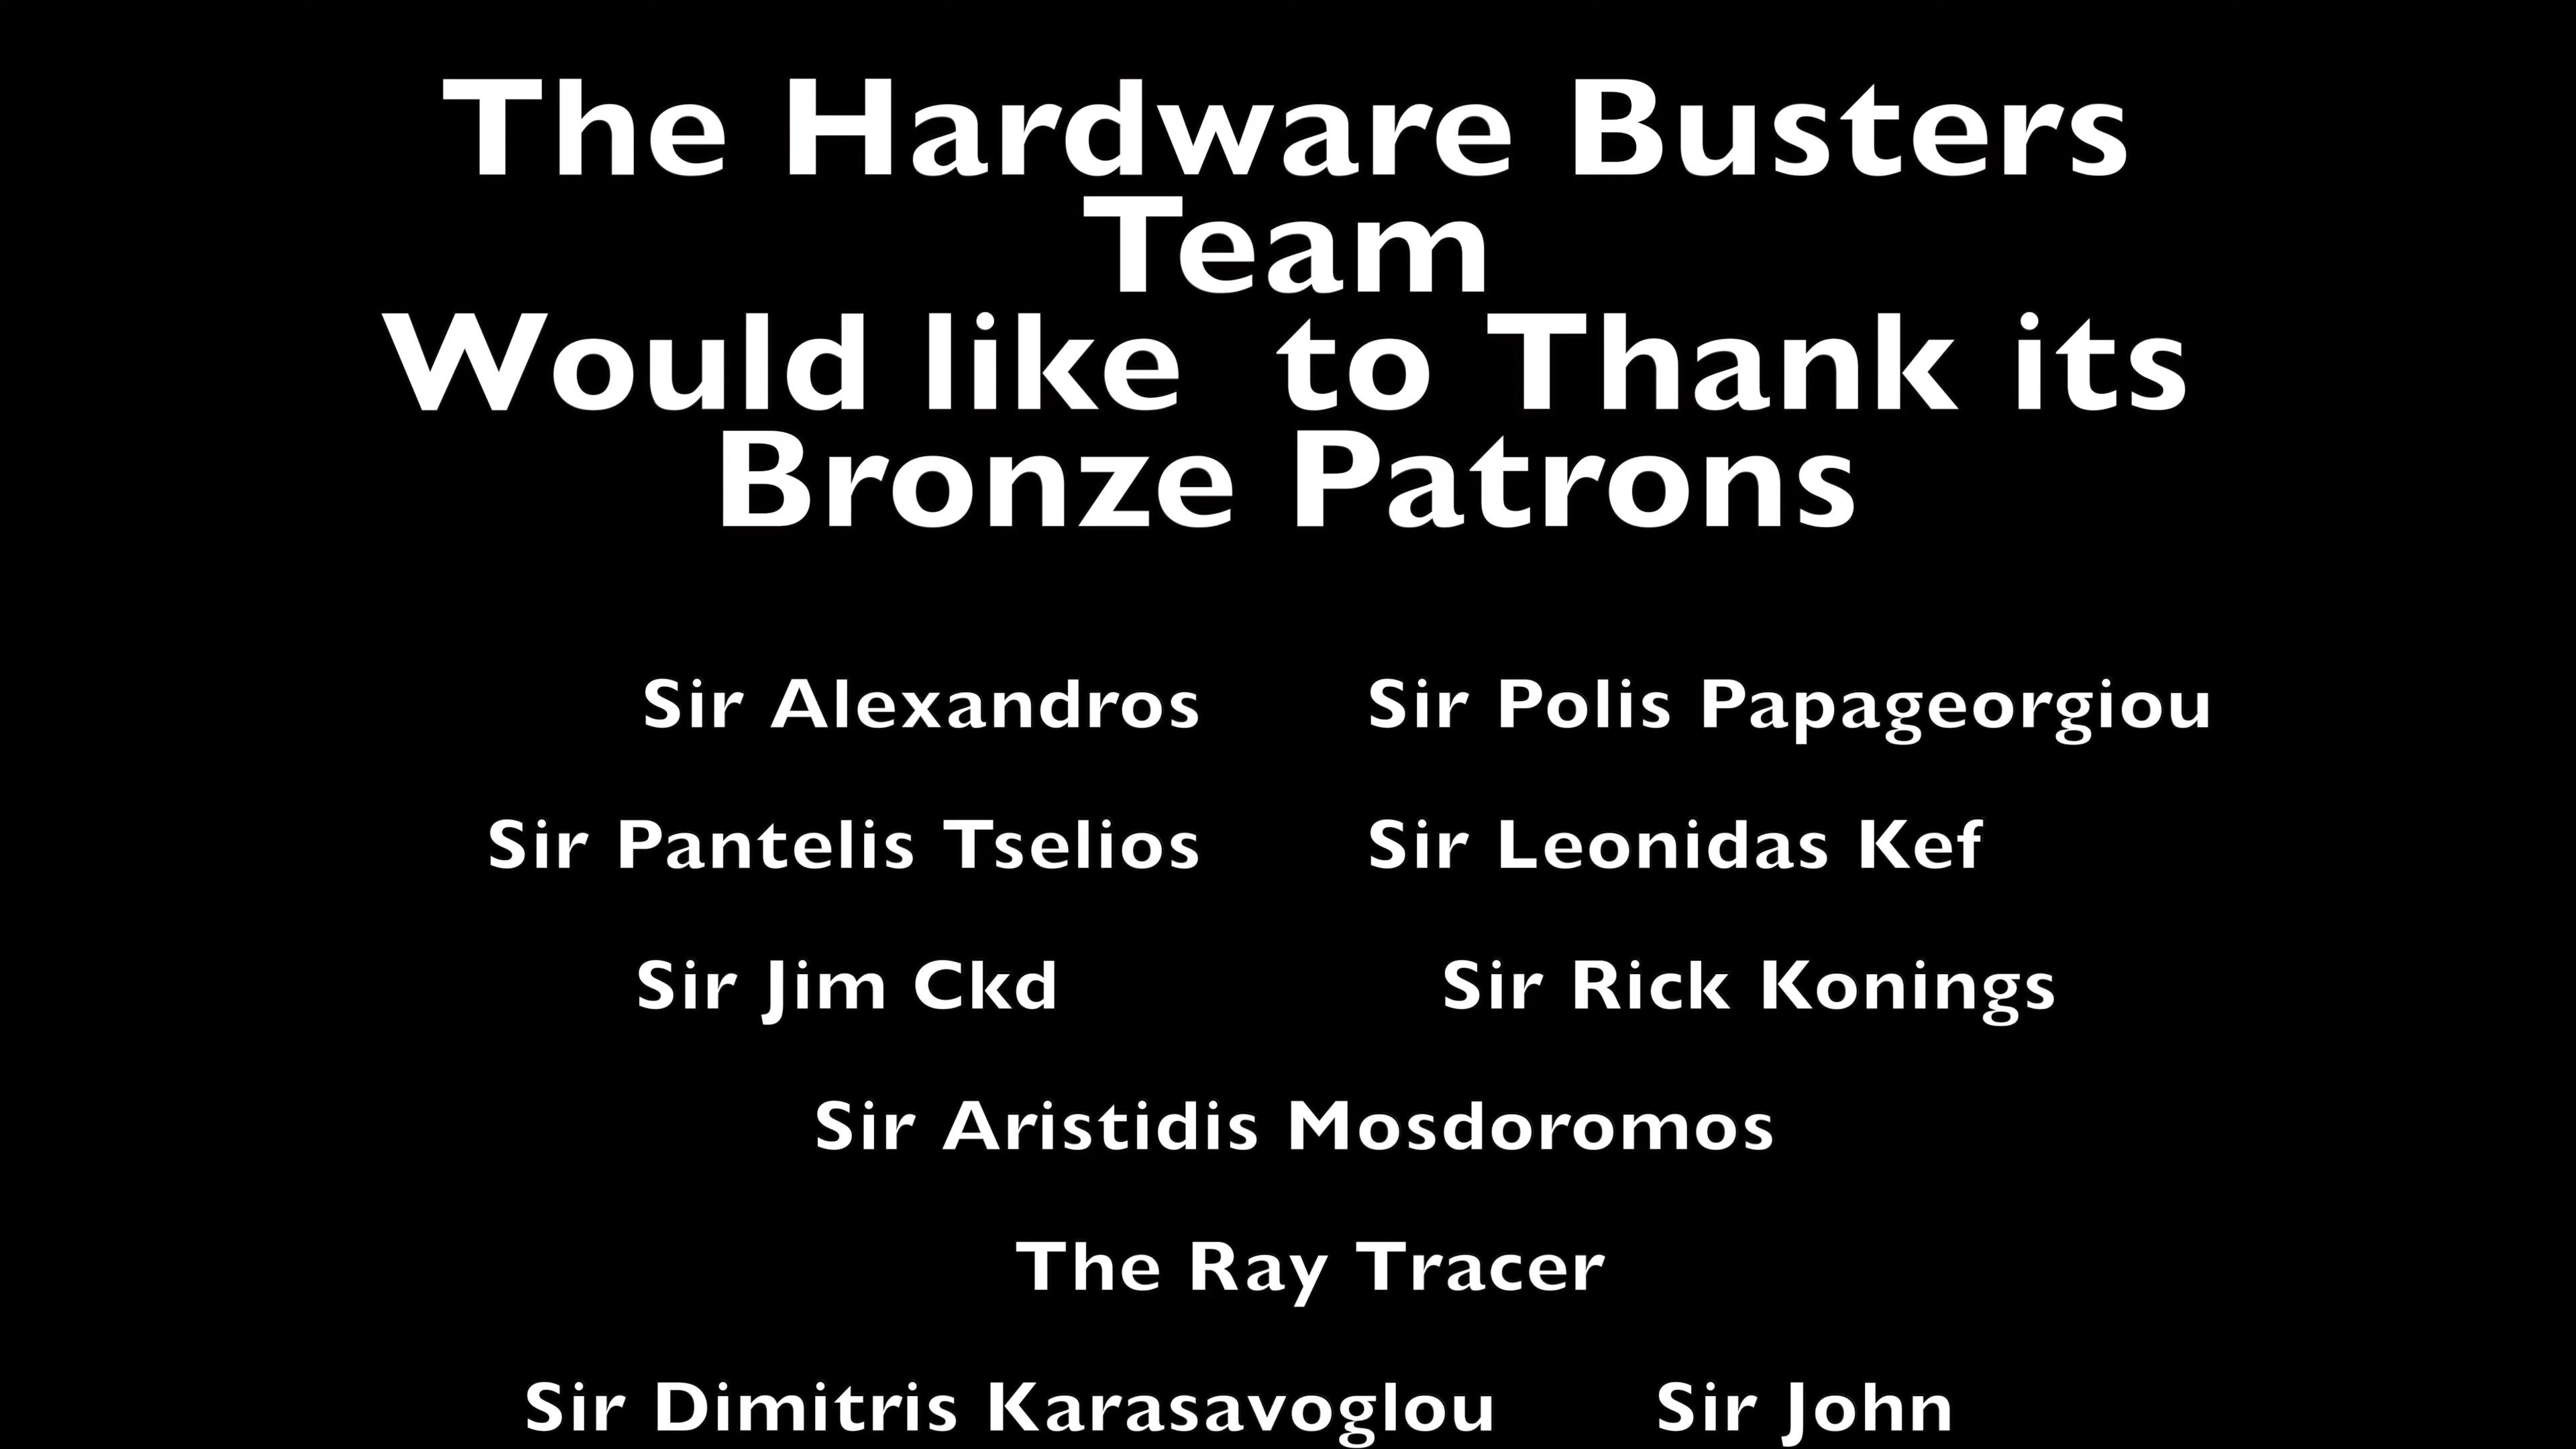 The Hardware Busters
Team
Would like  to Thank its
Bronze Patrons
Sir Alexandros Sir Polis Papageorgiou
Sir Pantelis Tselios Sir Leonidas Kef
Sir Jim Ckd Sir Rick Konings
Sir Aristidis Mosdoromos
The Ray Tracer
Sir Dimitris Karasavoglou Sir John